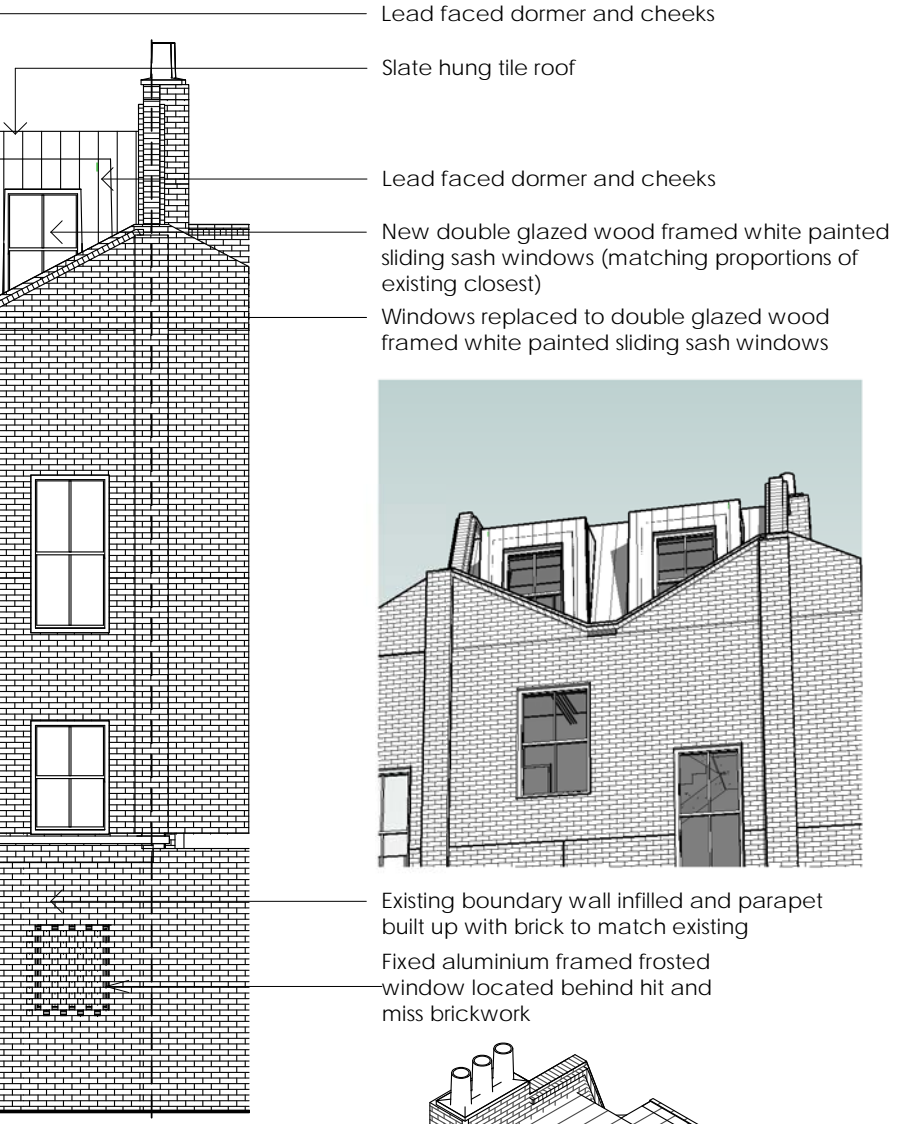 Lead faced dormer and cheeks
Slate hung tile roof
Lead faced dormer and cheeks
New double glazed wood framed white painted
sliding sash windows (matching proportions of
existing closest)
Windows replaced to double glazed wood
framed white painted sliding sash windows
Existing boundary wall infilled and parapet
built up with brick to match existing
Fixed aluminium framed frosted
window located behind hit and
miss brickwork